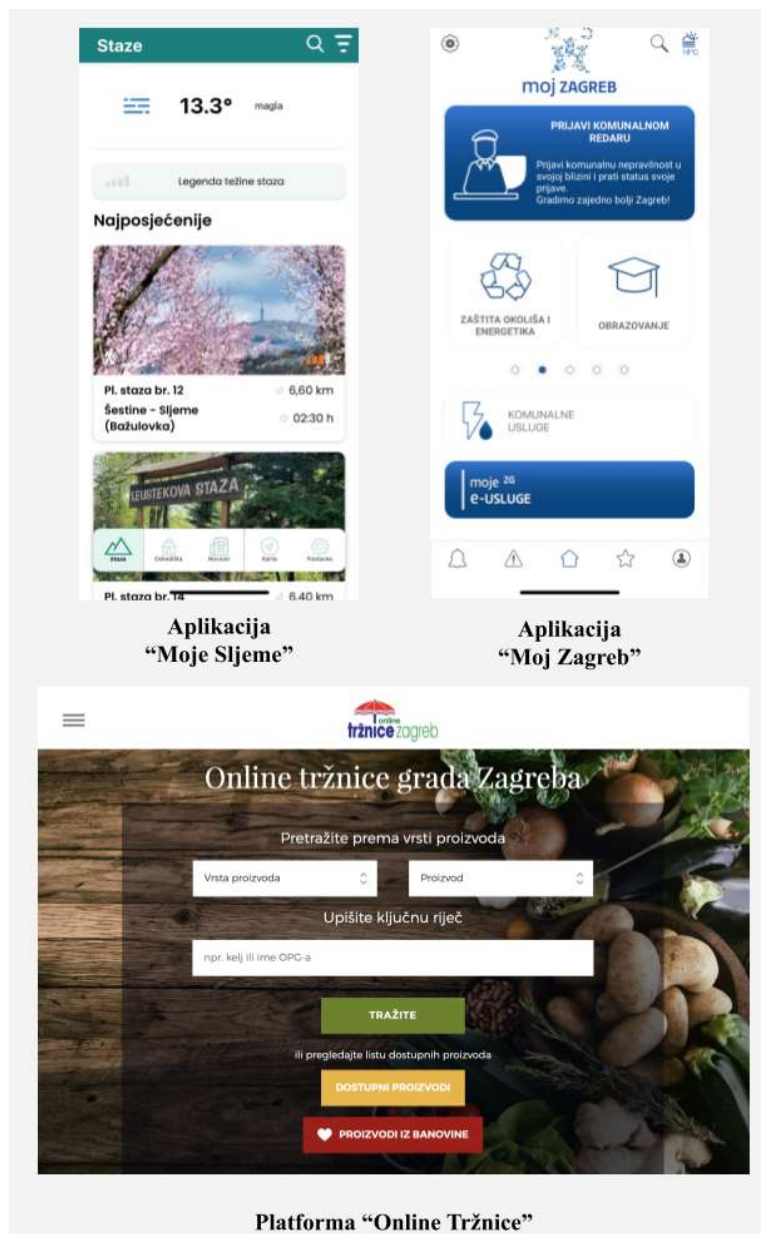 Staze
13.3° magla
Legenda težine staza
Najposjećenije
Pl. staza br. 12 6,60 km
Šestine - Sljeme 02:30 h
(Bažulovka)
LEUSTEKOVA STAZA
Staze Odredišta Novosti Karta Postavke
Pl. staza br. 14 6,40 km
Aplikacija
“Moje Sljeme”
18°C
moj ZAGREB
PRIJAVI KOMUNALNOM
REDARU
Prijavi komunalnu nepravilnost u
svojoj blizini i prati status svoje
prijave.
Gradimo zajedno bolji Zagreb!
ZAŠTITA OKOLIŠA I
ENERGETIKA
OBRAZOVANJE
KOMUNALNE
USLUGE
moje ZG
e-USLUGE
Aplikacija
“Moj Zagreb”
online
tržnice zagreb
Online tržnice grada Zagreba
Pretražite prema vrsti proizvoda
Vrsta proizvoda Proizvod
Upišite ključnu riječ
npr. kelj ili ime OPG-a
TRAŽITE
ili pregledajte listu dostupnih proizvoda
DOSTUPNI PROIZVODI
PROIZVODI IZ BANOVINE
Platforma “Online Tržnice”